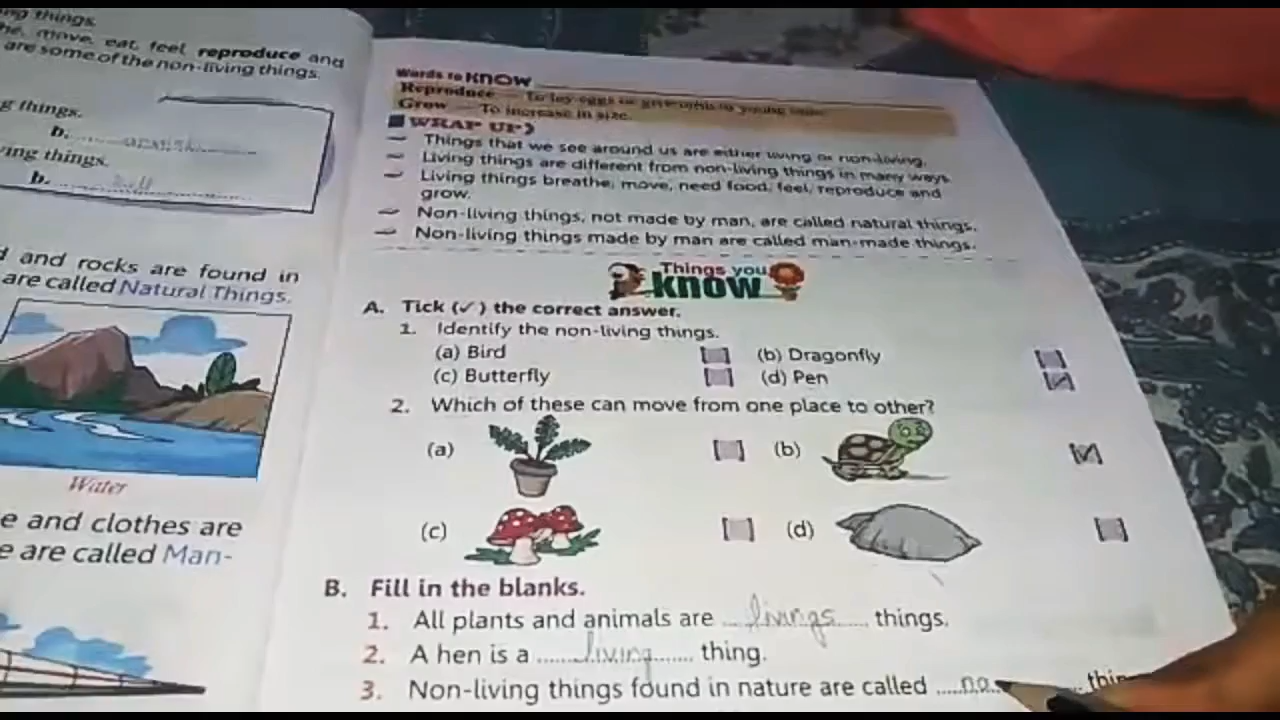 ng things.
he, move, eat, feel, reproduce and
are some of the non-living things.
g things.
b.
ving things.
b. ball
d and rocks are found in
are called Natural Things.
Water
e and clothes are
e are called Man-
Words to KNOW
Reproduce — To lay eggs or give birth to young ones.
Grow — To increase in size.
WRAP UP
Things that we see around us are either living or non-living.
Living things are different from non-living things in many ways.
Living things breathe, move, need food, feel, reproduce and
grow.
Non-living things, not made by man, are called natural things.
Non-living things made by man are called man-made things.
Things you
know
A. Tick (✓) the correct answer.
1. Identify the non-living things.
(a) Bird (b) Dragonfly
(c) Butterfly (d) Pen ✓
2. Which of these can move from one place to other?
(a) (b) ✓
(c) (d)
B. Fill in the blanks.
1. All plants and animals are livings things.
2. A hen is a living thing.
3. Non-living things found in nature are called na thin